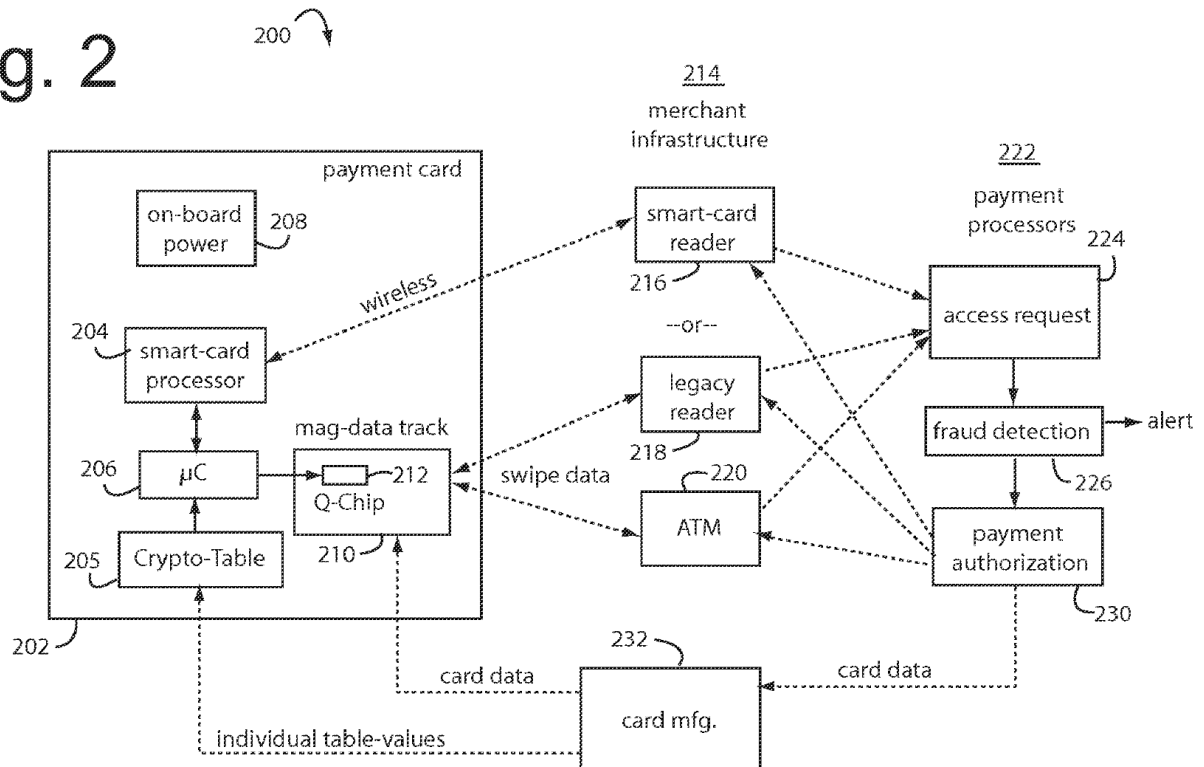 g. 2
200
214
merchant
infrastructure
222
payment
processors
payment card
on-board
power
208
smart-card
reader
216
224
access request
wireless
204
smart-card
processor
--or--
legacy
reader
218
fraud detection
alert
226
mag-data track
206
μC
212
Q-Chip
210
swipe data
220
ATM
payment
authorization
230
205
Crypto-Table
202
232
card data
card data
card mfg.
individual table-values